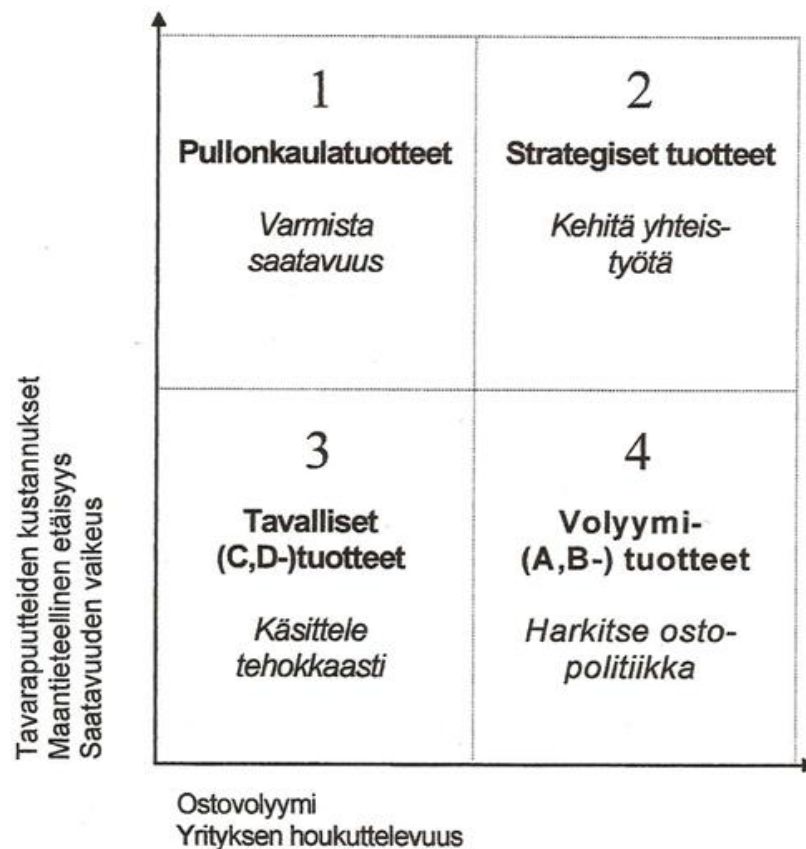 1
Pullonkaulatuotteet
Varmista
saatavuus
2
Strategiset tuotteet
Kehitä yhteis-
työtä
3
Tavalliset
(C,D-)tuotteet
Käsittele
tehokkaasti
4
Volyymi-
(A,B-) tuotteet
Harkitse osto-
politiikka
Tavarapuutteiden kustannukset
Maantieteellinen etäisyys
Saatavuuden vaikeus
Ostovolyymi
Yrityksen houkuttelevuus